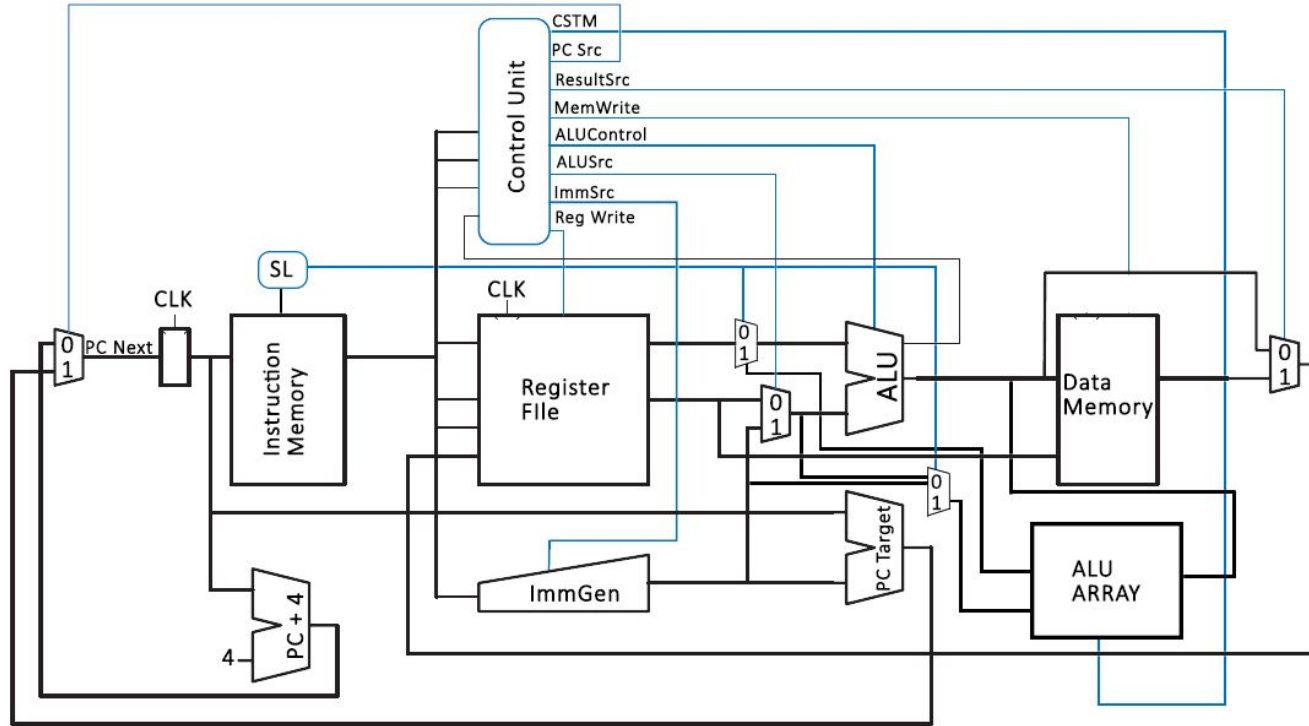 CSTM
PC Src
ResultSrc
MemWrite
ALUControl
ALUSrc
ImmSrc
Reg Write
Control Unit
SL
CLK
CLK
0
1
PC Next
Instruction
Memory
Register
FIle
0
1
0
1
ALU
Data
Memory
0
1
0
1
PC Target
ALU
ARRAY
ImmGen
PC + 4
4